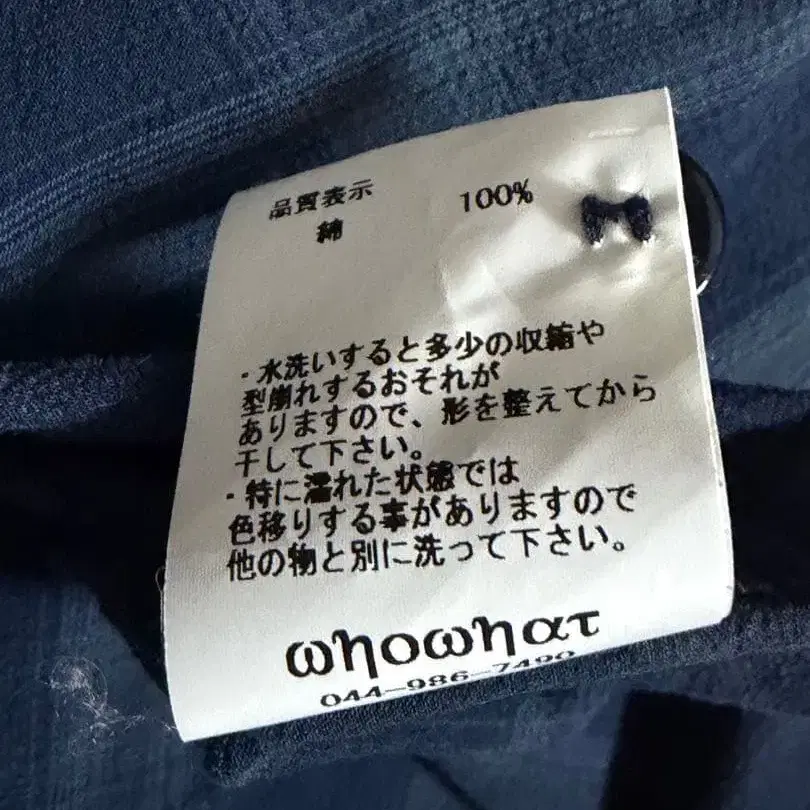 品質表示
綿 100%
・水洗いすると多少の収縮や
型崩れするおそれが
ありますので、形を整えてから
干して下さい。
・特に濡れた状態では
色移りする事がありますので
他の物と別に洗って下さい。
whowhat
044-986-7490